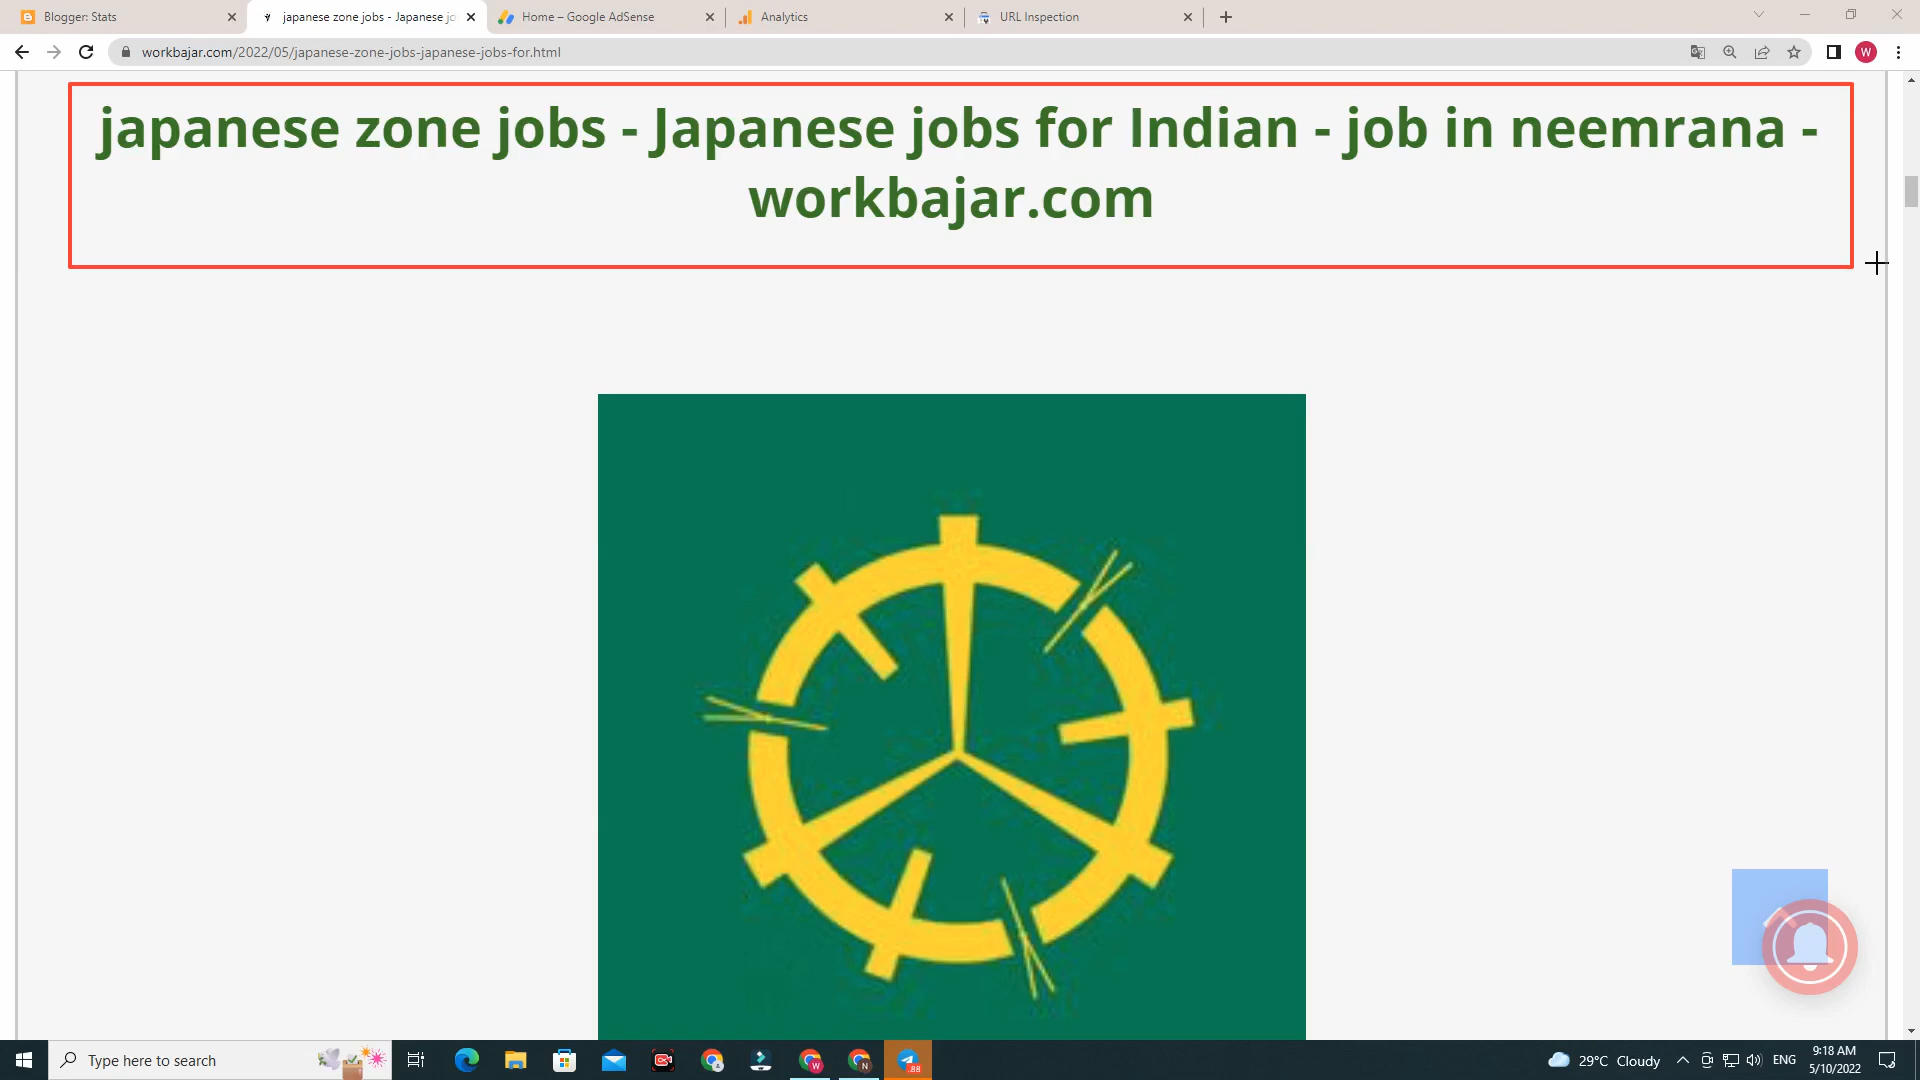 Blogger: Stats
japanese zone jobs - Japanese jo
Home – Google AdSense
Analytics
URL Inspection
workbajar.com/2022/05/japanese-zone-jobs-japanese-jobs-for.html
W
japanese zone jobs - Japanese jobs for Indian - job in neemrana -
workbajar.com
Type here to search
W
N
.88
29°C Cloudy
ENG
9:18 AM
5/10/2022